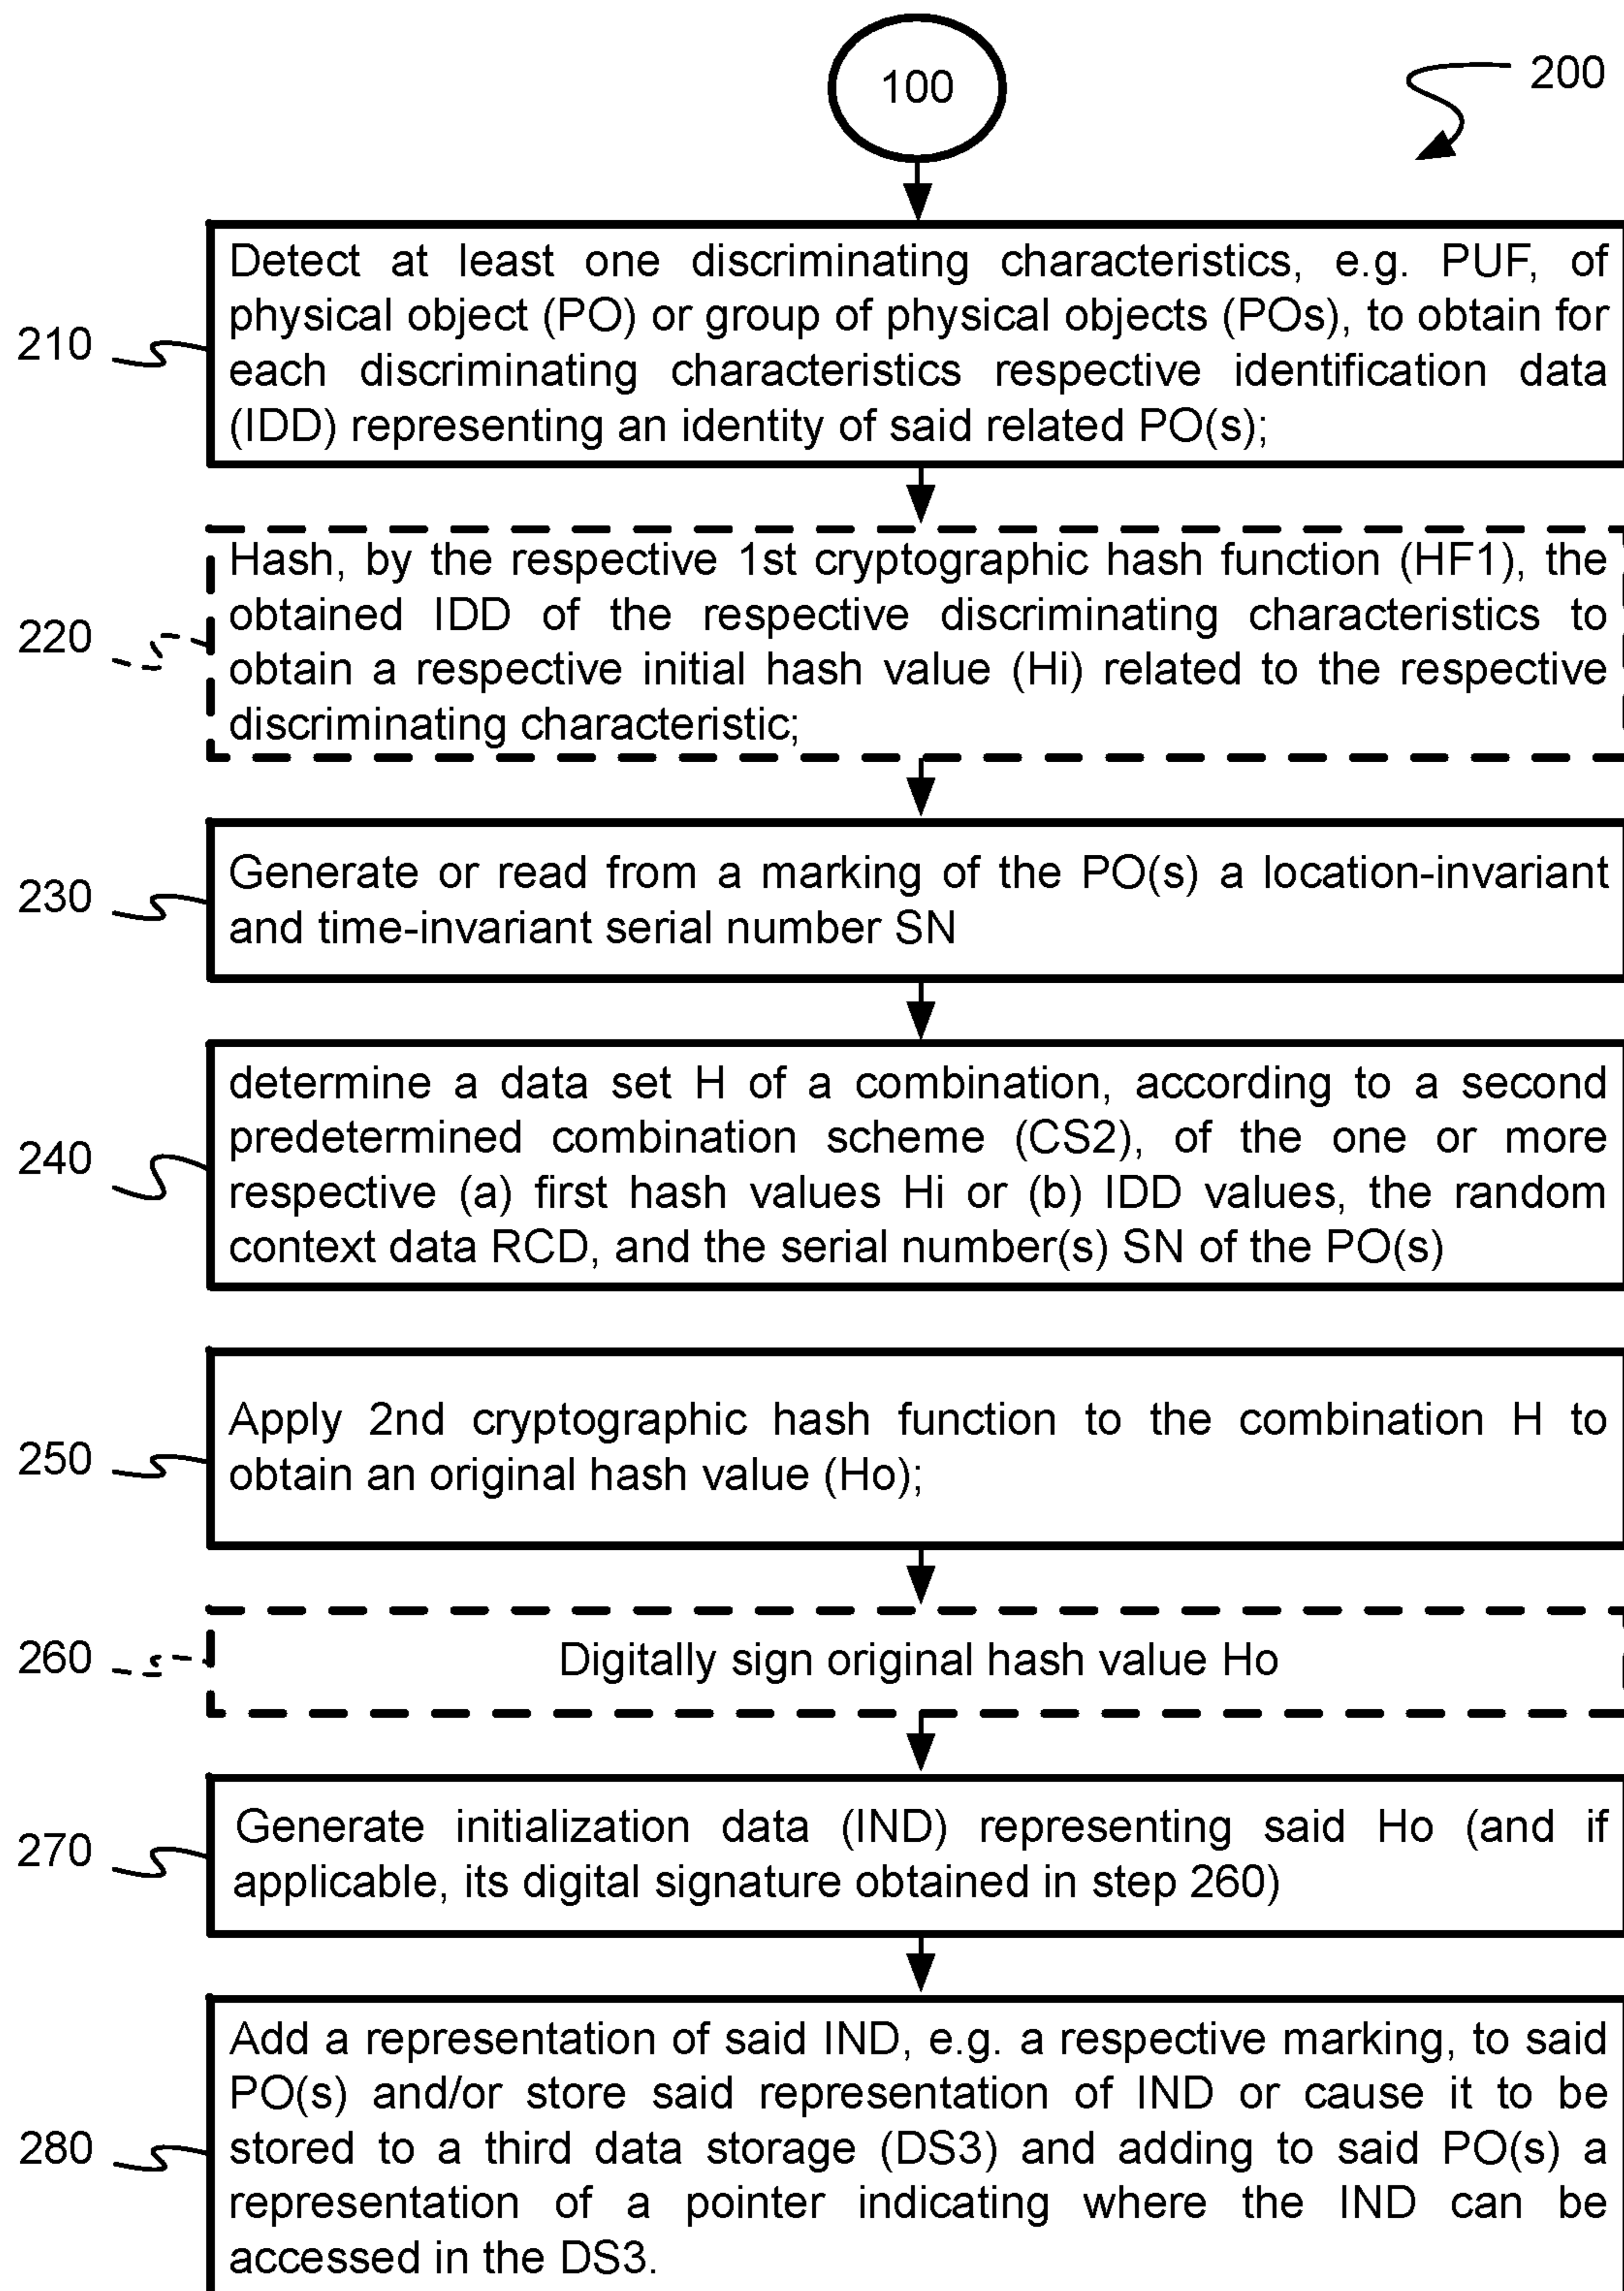 100
200
Detect at least one discriminating characteristics, e.g. PUF, of
physical object (PO) or group of physical objects (POs), to obtain for
each discriminating characteristics respective identification data
(IDD) representing an identity of said related PO(s);
210
Hash, by the respective 1st cryptographic hash function (HF1), the
obtained IDD of the respective discriminating characteristics to
obtain a respective initial hash value (Hi) related to the respective
discriminating characteristic;
220
Generate or read from a marking of the PO(s) a location-invariant
and time-invariant serial number SN
230
determine a data set H of a combination, according to a second
predetermined combination scheme (CS2), of the one or more
respective (a) first hash values Hi or (b) IDD values, the random
context data RCD, and the serial number(s) SN of the PO(s)
240
Apply 2nd cryptographic hash function to the combination H to
obtain an original hash value (Ho);
250
Digitally sign original hash value Ho
260
Generate initialization data (IND) representing said Ho (and if
applicable, its digital signature obtained in step 260)
270
Add a representation of said IND, e.g. a respective marking, to said
PO(s) and/or store said representation of IND or cause it to be
stored to a third data storage (DS3) and adding to said PO(s) a
representation of a pointer indicating where the IND can be
accessed in the DS3.
280